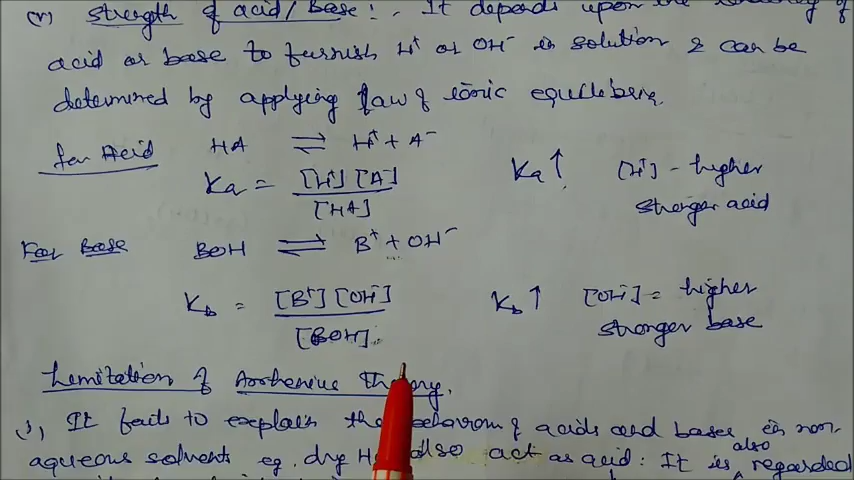 (v) Strength of acid/Base:. It depends upon the tendency of
acid or base to furnish H⁺ or OH⁻ in solution & can be
determined by applying law of ionic equilibria.
for Acid HA ⇌ H⁺ + A⁻
Ka = [H⁺] [A⁻] / [HA] Ka ↑ [H⁺] - higher
stronger acid
For Base BOH ⇌ B⁺ + OH⁻
Kb = [B⁺] [OH⁻] / [BOH] Kb ↑ [OH⁻] = higher
stronger base
Limitation of Arrhenius Theory.
It fails to explain the behaviour of acids and bases in non-
aqueous solvents eg. dry also act as acid. It is also regarded